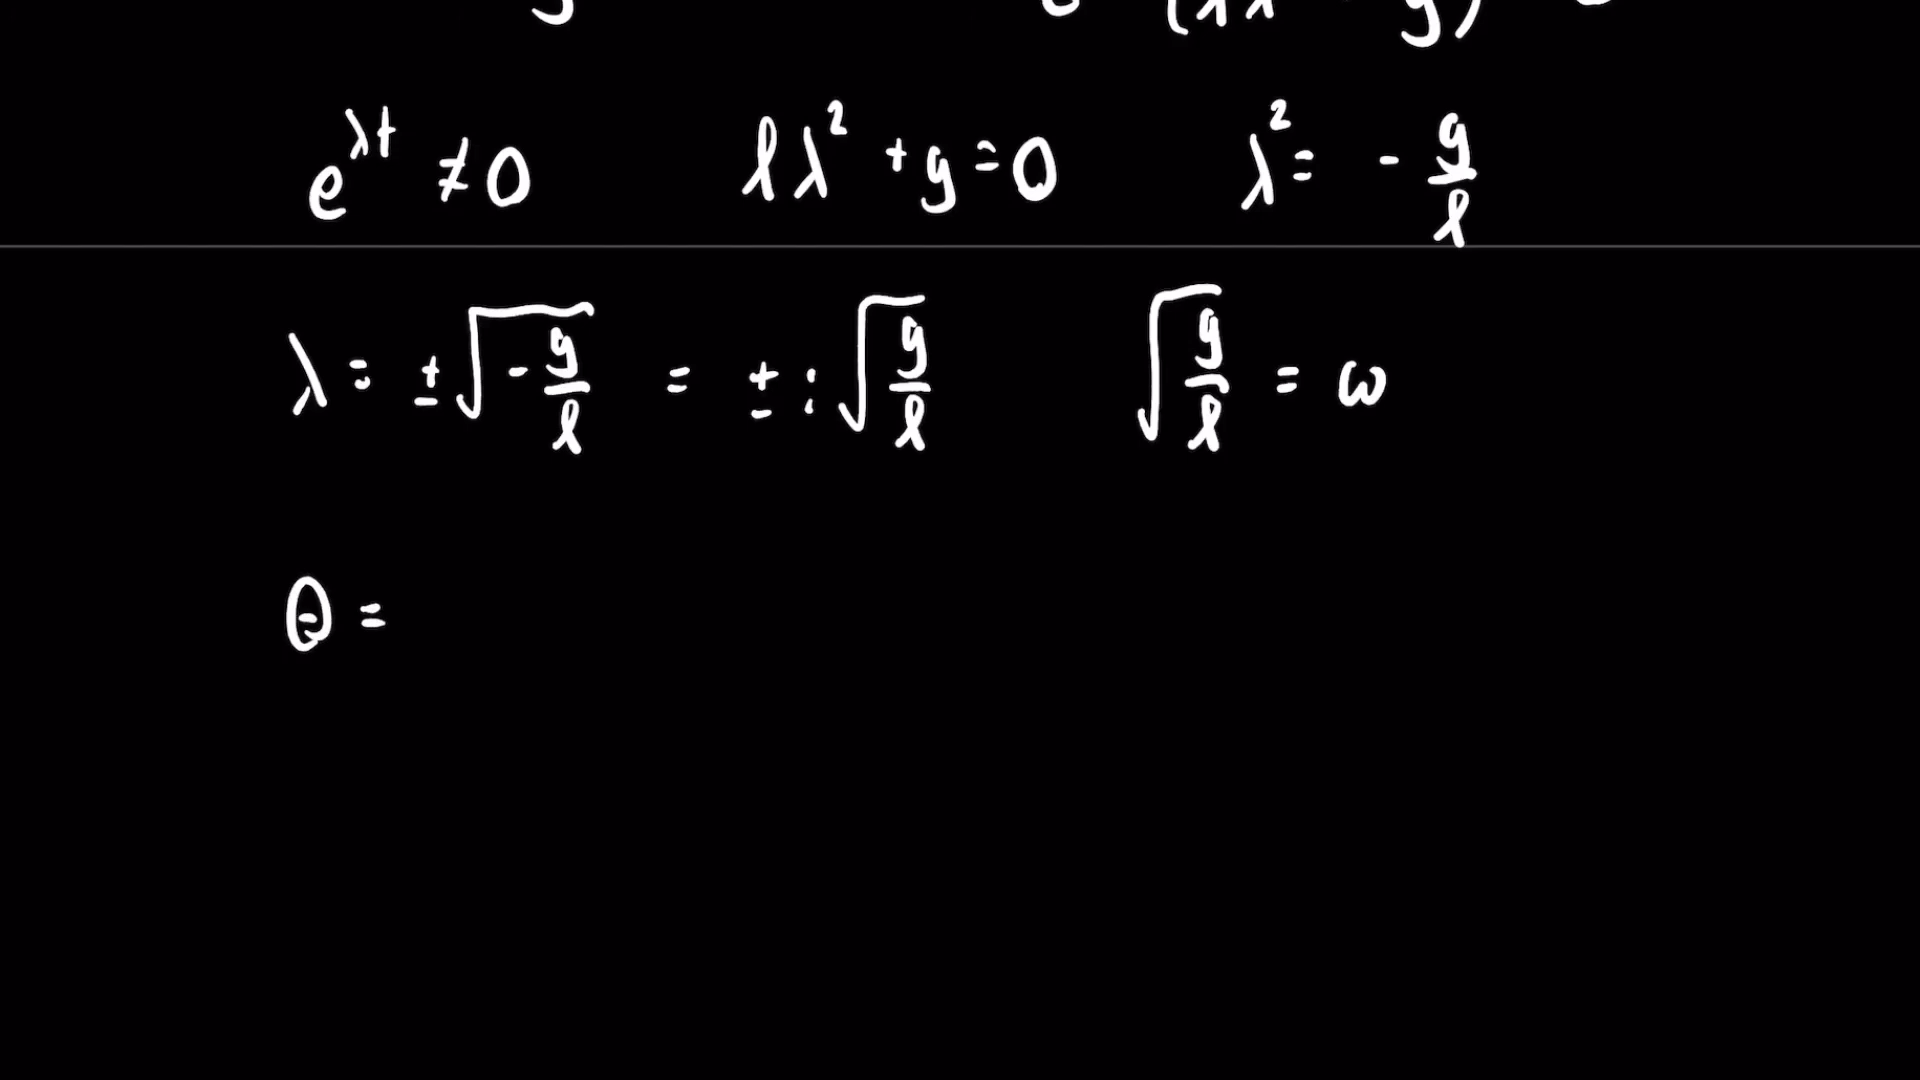 e^λt ≠ 0    lλ² + g = 0    λ² = - g/l
λ = ± √(- g/l) = ± i √(g/l)    √(g/l) = ω
θ =